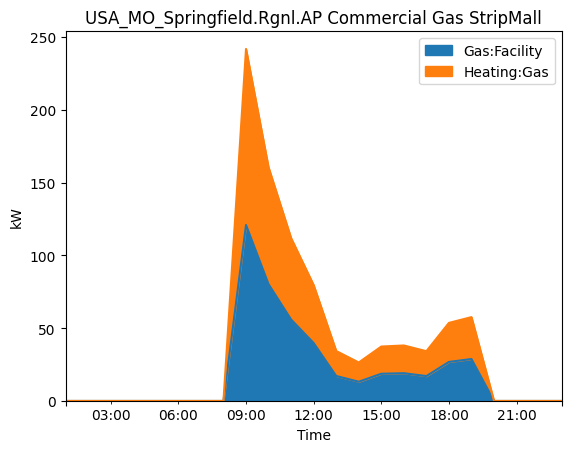 USA_MO_Springfield.Rgnl.AP Commercial Gas StripMall
Gas:Facility
Heating:Gas
kW
250
200
150
100
50
0
03:00 06:00 09:00 12:00 15:00 18:00 21:00
Time